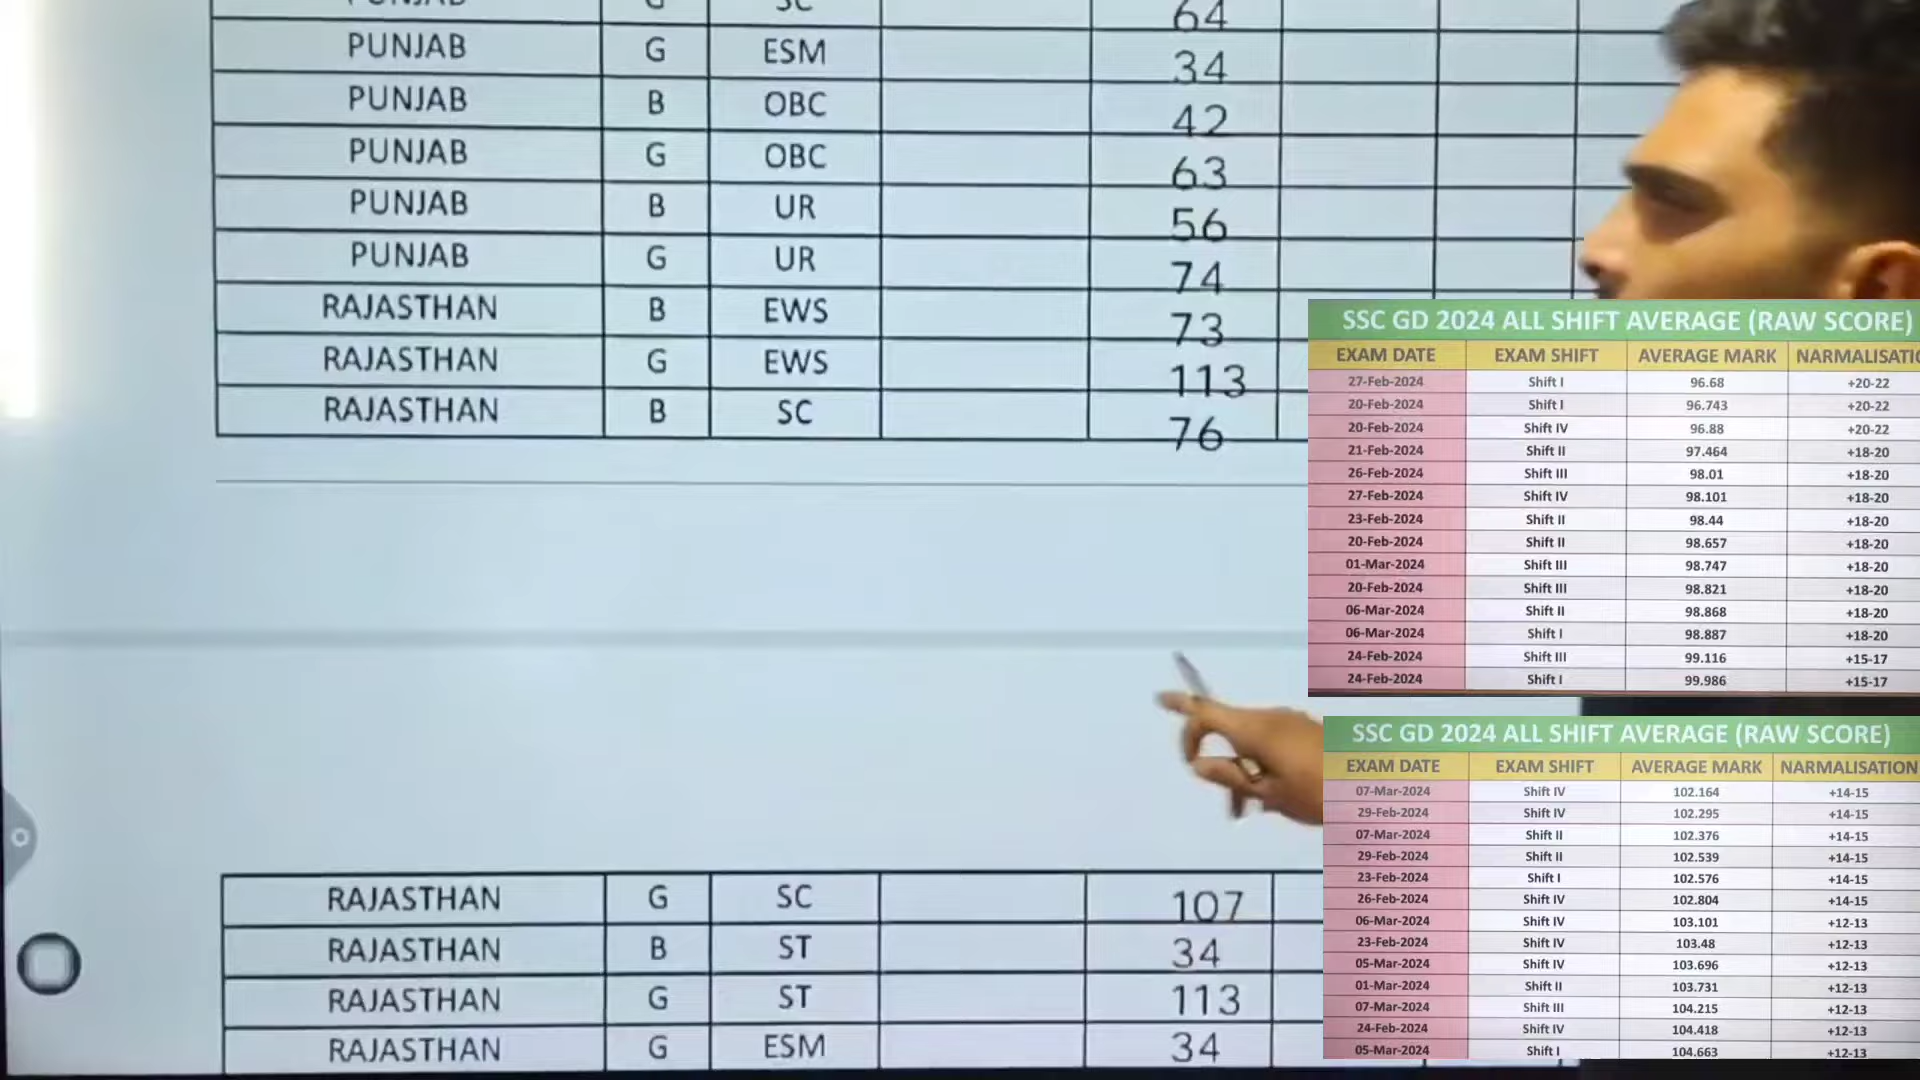 PUNJAB G SC 64
PUNJAB G ESM 34
PUNJAB B OBC 42
PUNJAB G OBC 63
PUNJAB B UR 56
PUNJAB G UR 74
RAJASTHAN B EWS 73
RAJASTHAN G EWS 113
RAJASTHAN B SC 76
RAJASTHAN G SC 107
RAJASTHAN B ST 34
RAJASTHAN G ST 113
RAJASTHAN G ESM 34
SSC GD 2024 ALL SHIFT AVERAGE (RAW SCORE)
EXAM DATE EXAM SHIFT AVERAGE MARK NARMALISATIO
27-Feb-2024 Shift I 96.68 +20-22
20-Feb-2024 Shift I 96.743 +20-22
20-Feb-2024 Shift IV 96.88 +20-22
21-Feb-2024 Shift II 97.464 +18-20
26-Feb-2024 Shift III 98.01 +18-20
27-Feb-2024 Shift IV 98.101 +18-20
23-Feb-2024 Shift II 98.44 +18-20
20-Feb-2024 Shift II 98.657 +18-20
01-Mar-2024 Shift III 98.747 +18-20
20-Feb-2024 Shift III 98.821 +18-20
06-Mar-2024 Shift II 98.868 +18-20
06-Mar-2024 Shift I 98.887 +18-20
24-Feb-2024 Shift III 99.116 +15-17
24-Feb-2024 Shift I 99.986 +15-17
SSC GD 2024 ALL SHIFT AVERAGE (RAW SCORE)
EXAM DATE EXAM SHIFT AVERAGE MARK NARMALISATION
07-Mar-2024 Shift IV 102.164 +14-15
29-Feb-2024 Shift IV 102.295 +14-15
07-Mar-2024 Shift II 102.376 +14-15
29-Feb-2024 Shift II 102.539 +14-15
23-Feb-2024 Shift I 102.576 +14-15
26-Feb-2024 Shift IV 102.804 +14-15
06-Mar-2024 Shift IV 103.101 +12-13
23-Feb-2024 Shift IV 103.48 +12-13
05-Mar-2024 Shift IV 103.696 +12-13
01-Mar-2024 Shift II 103.731 +12-13
07-Mar-2024 Shift III 104.215 +12-13
24-Feb-2024 Shift IV 104.418 +12-13
05-Mar-2024 Shift I 104.663 +12-13